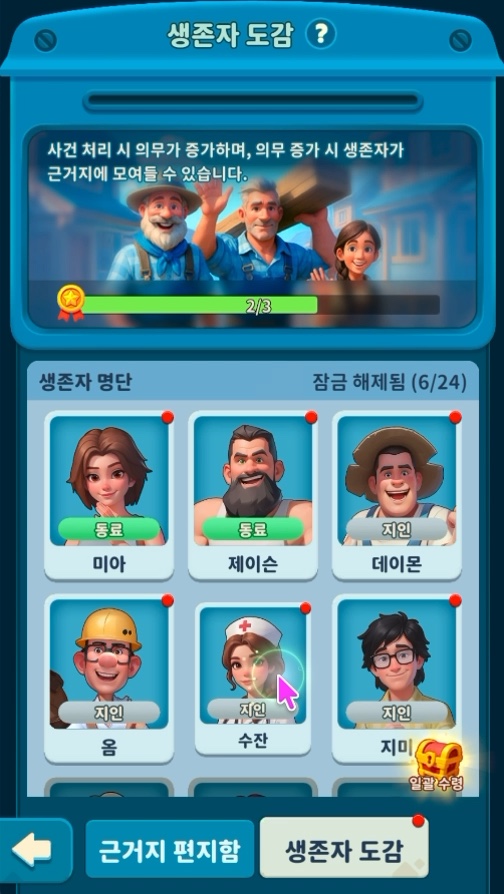 생존자 도감 ?
사건 처리 시 의무가 증가하며, 의무 증가 시 생존자가
근거지에 모여들 수 있습니다.
2/3
생존자 명단 잠금 해제됨 (6/24)
동료 동료 지인
미아 제이슨 데이몬
지인 지인 지인
옴 수잔 지미
일괄 수령
근거지 편지함 생존자 도감